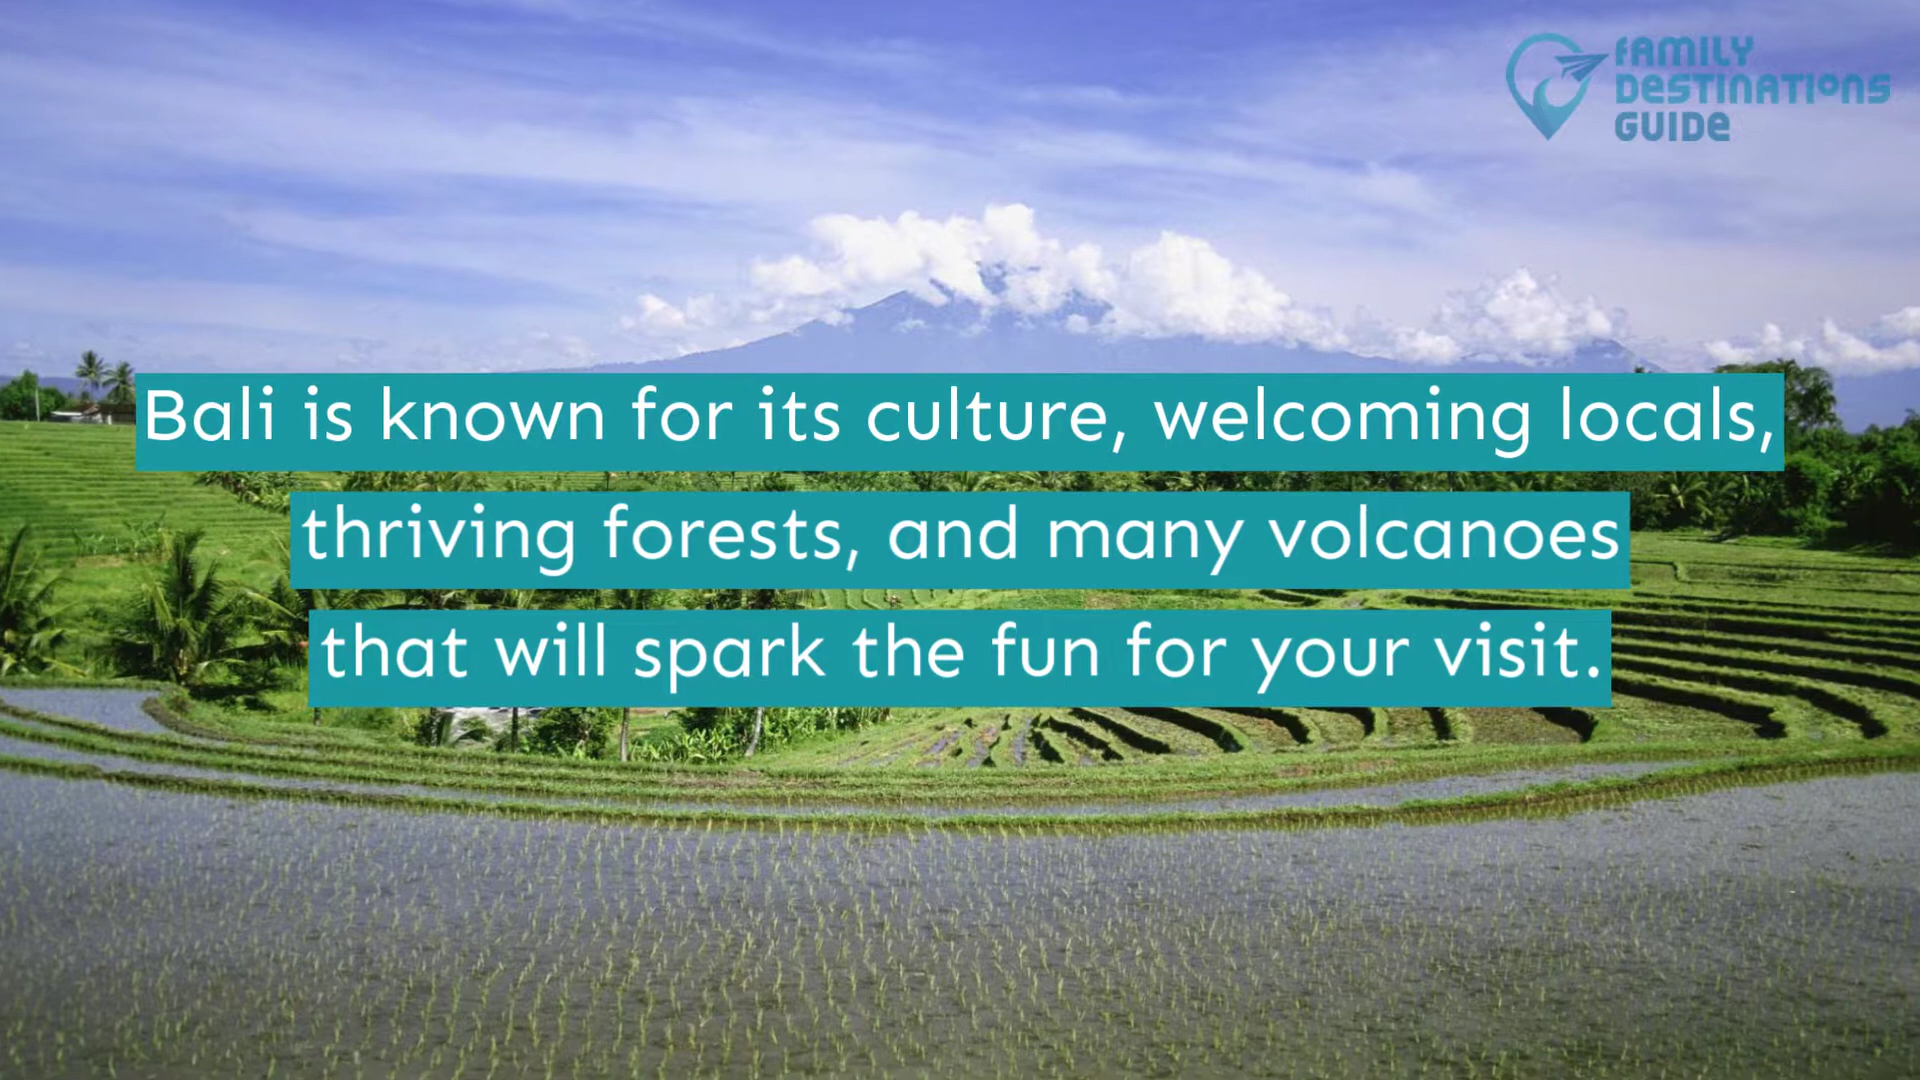 FAMILY
DESTINATIONS
GUIDE
Bali is known for its culture, welcoming locals,
thriving forests, and many volcanoes
that will spark the fun for your visit.